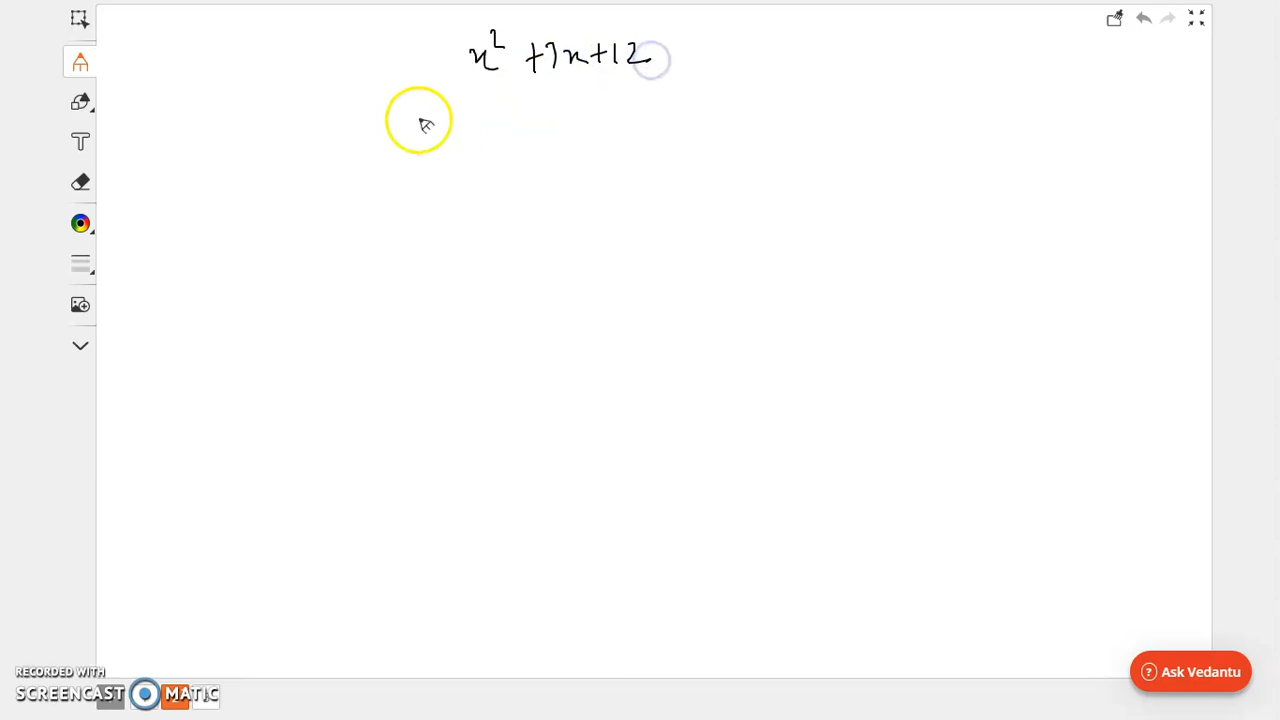 x² +7x+12
Ask Vedantu
RECORDED WITH
SCREENCAST MATIC